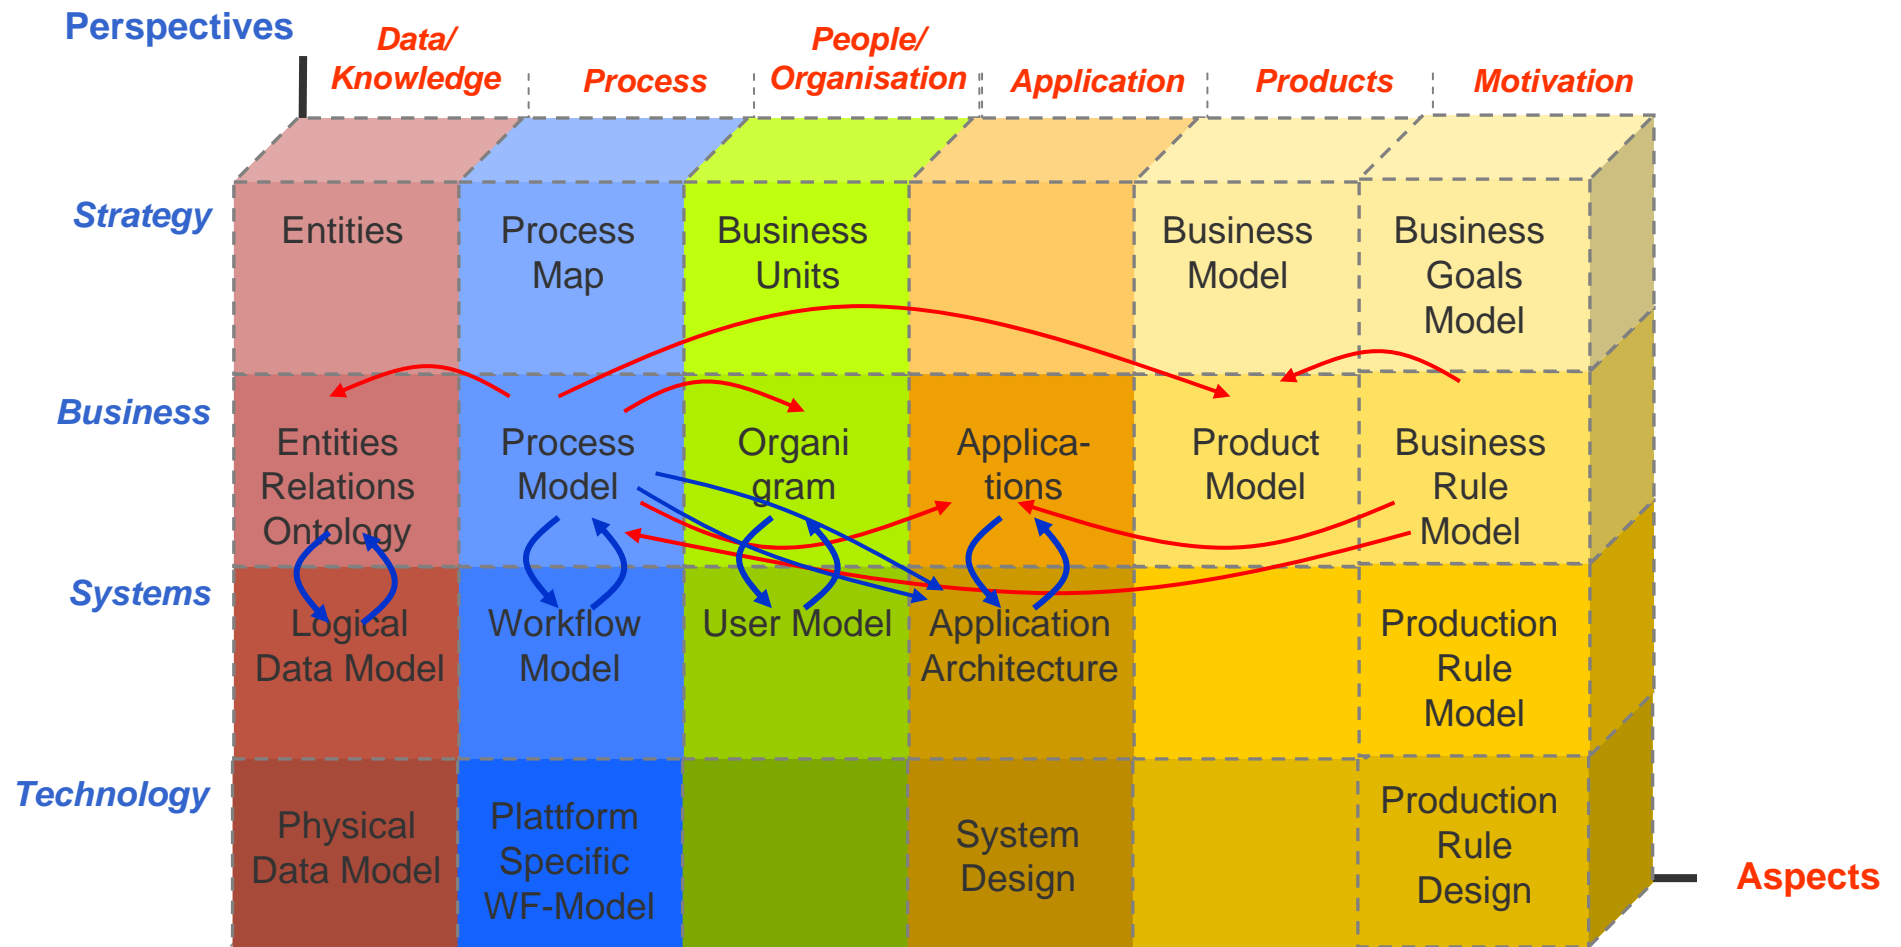 Perspectives
Data/
Knowledge
Process
People/
Organisation
Application
Products
Motivation
Strategy
Entities
Process
Map
Business
Units
Business
Model
Business
Goals
Model
Business
Entities
Relations
Ontology
Process
Model
Organi
gram
Applica-
tions
Product
Model
Business
Rule
Model
Systems
Logical
Data Model
Workflow
Model
User Model
Application
Architecture
Production
Rule
Model
Technology
Physical
Data Model
Plattform
Specific
WF-Model
System
Design
Production
Rule
Design
Aspects